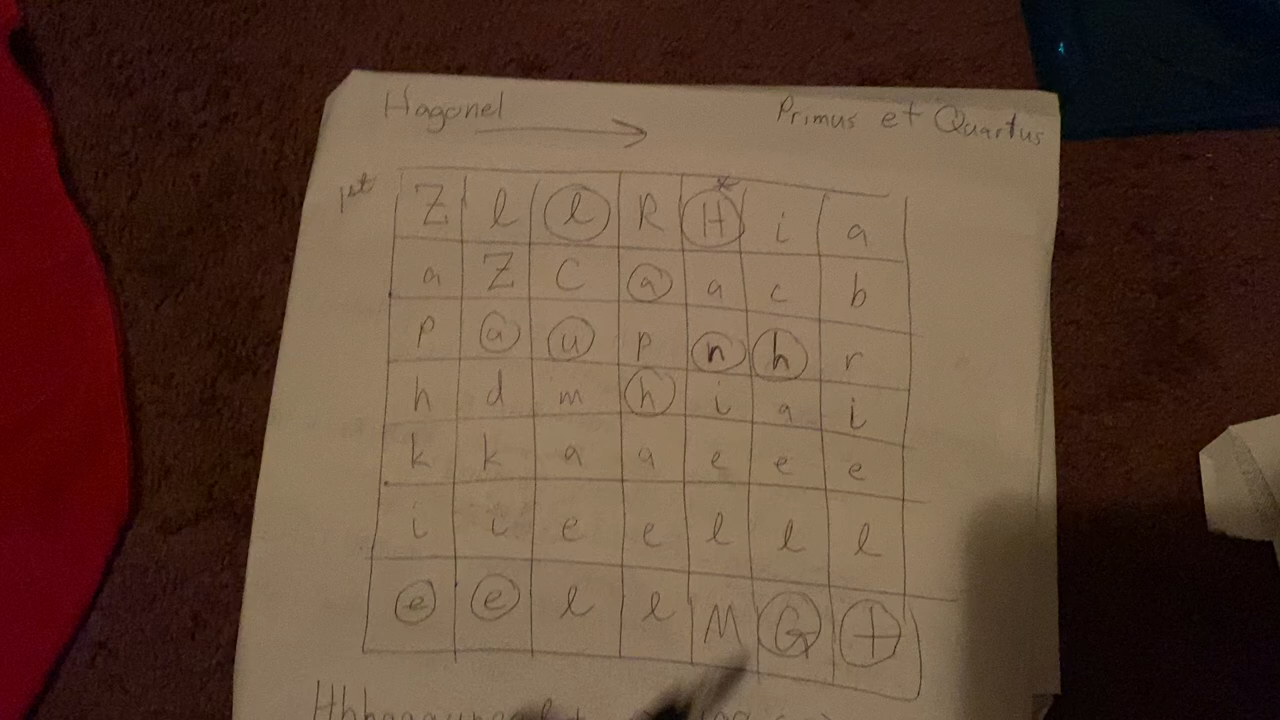 Hagonel → Primus et Quartus
1st Z l l R H* i a
a Z C a a c b
p a u p n h r
h d m h i a i
k k a a e e e
i i e e l l l
e e l l M G +